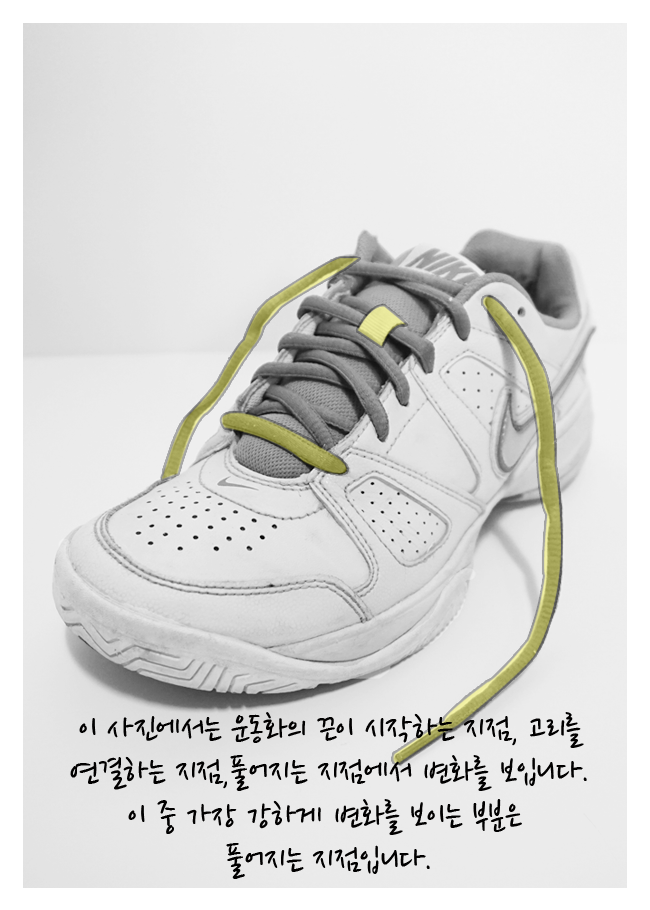 NIKE
이 사진에서는 운동화의 끈이 시작하는 지점, 고리를
연결하는 지점,풀어지는 지점에서 변화를 보입니다.
이 중 가장 강하게 변화를 보이는 부분은
풀어지는 지점입니다.